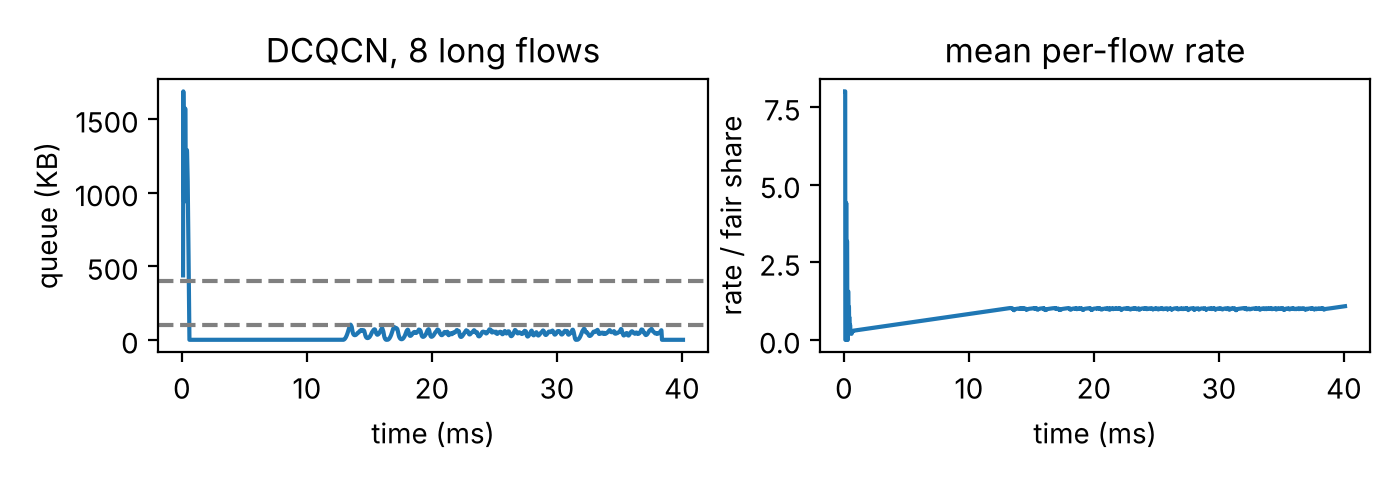 DCQCN, 8 long flows
queue (KB)
1500
1000
500
0
0 10 20 30 40
time (ms)
mean per-flow rate
rate / fair share
7.5
5.0
2.5
0.0
0 10 20 30 40
time (ms)